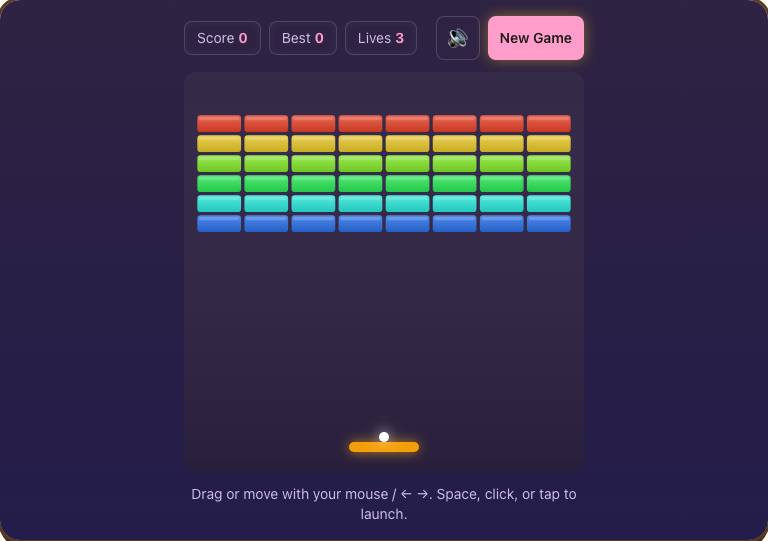 Score 0 Best 0 Lives 3 New Game
Drag or move with your mouse / ← →. Space, click, or tap to
launch.